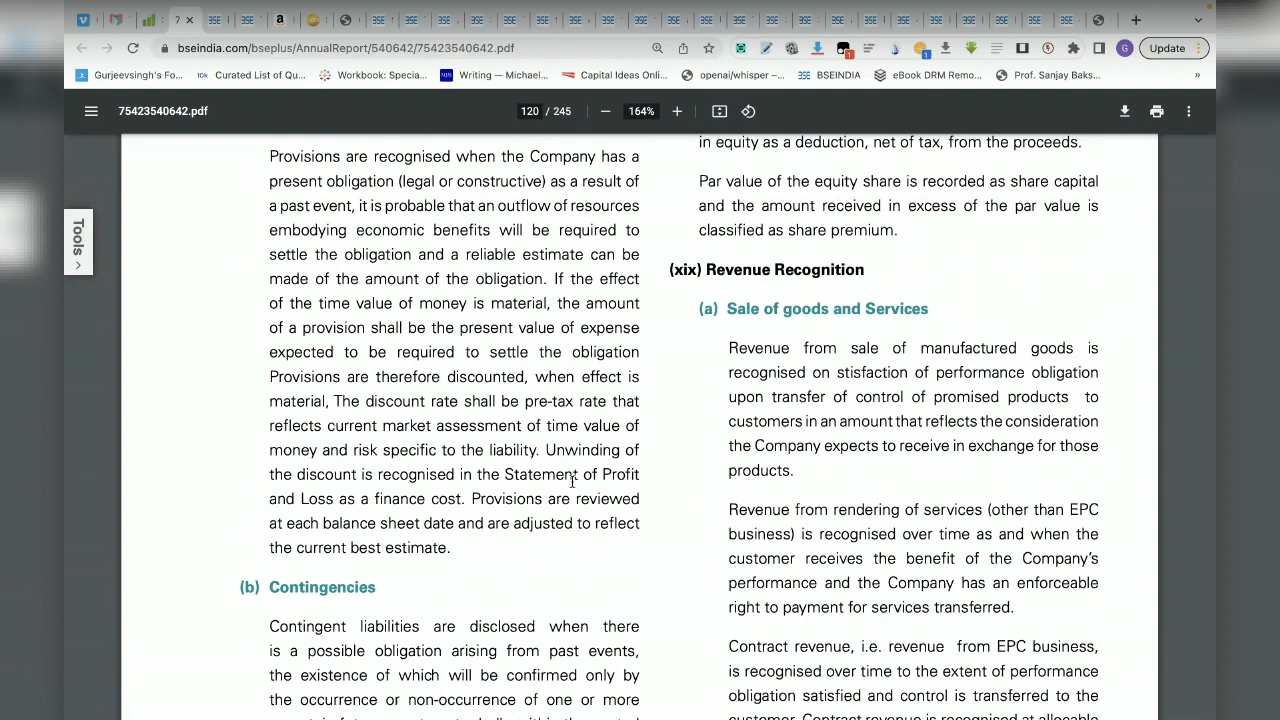 7
bseindia.com/bseplus/AnnualReport/540642/75423540642.pdf
G
Update
Gurjeevsingh's Fo...
Curated List of Qu...
Workbook: Specia...
Writing — Michael...
Capital Ideas Onli...
openai/whisper –...
BSEINDIA
eBook DRM Remo...
Prof. Sanjay Baks...
»
75423540642.pdf
120 / 245
164%
Tools
Provisions are recognised when the Company has a
present obligation (legal or constructive) as a result of
a past event, it is probable that an outflow of resources
embodying economic benefits will be required to
settle the obligation and a reliable estimate can be
made of the amount of the obligation. If the effect
of the time value of money is material, the amount
of a provision shall be the present value of expense
expected to be required to settle the obligation
Provisions are therefore discounted, when effect is
material, The discount rate shall be pre-tax rate that
reflects current market assessment of time value of
money and risk specific to the liability. Unwinding of
the discount is recognised in the Statement of Profit
and Loss as a finance cost. Provisions are reviewed
at each balance sheet date and are adjusted to reflect
the current best estimate.
(b) Contingencies
Contingent liabilities are disclosed when there
is a possible obligation arising from past events,
the existence of which will be confirmed only by
the occurrence or non-occurrence of one or more
in equity as a deduction, net of tax, from the proceeds.
Par value of the equity share is recorded as share capital
and the amount received in excess of the par value is
classified as share premium.
(xix) Revenue Recognition
(a) Sale of goods and Services
Revenue from sale of manufactured goods is
recognised on stisfaction of performance obligation
upon transfer of control of promised products to
customers in an amount that reflects the consideration
the Company expects to receive in exchange for those
products.
Revenue from rendering of services (other than EPC
business) is recognised over time as and when the
customer receives the benefit of the Company's
performance and the Company has an enforceable
right to payment for services transferred.
Contract revenue, i.e. revenue from EPC business,
is recognised over time to the extent of performance
obligation satisfied and control is transferred to the
customer. Contract revenue is recognised at allocable